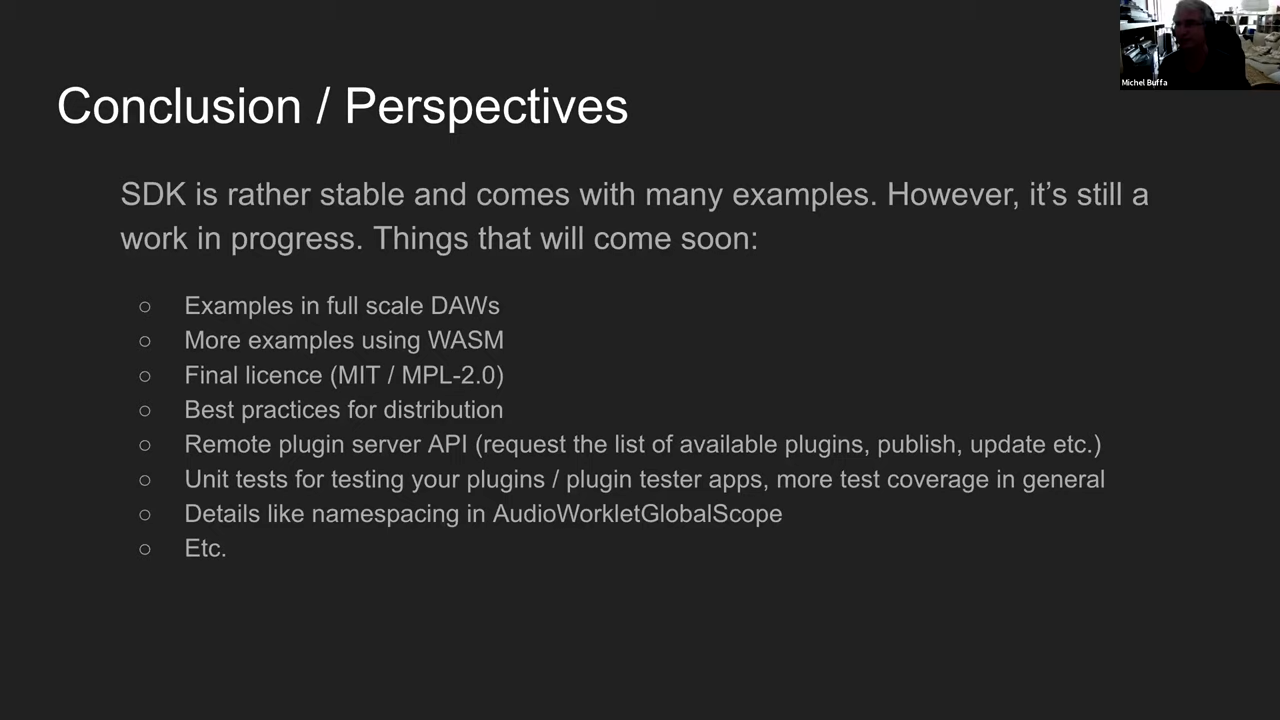 Michel Buffa
Conclusion / Perspectives
SDK is rather stable and comes with many examples. However, it’s still a
work in progress. Things that will come soon:
○ Examples in full scale DAWs
○ More examples using WASM
○ Final licence (MIT / MPL-2.0)
○ Best practices for distribution
○ Remote plugin server API (request the list of available plugins, publish, update etc.)
○ Unit tests for testing your plugins / plugin tester apps, more test coverage in general
○ Details like namespacing in AudioWorkletGlobalScope
○ Etc.